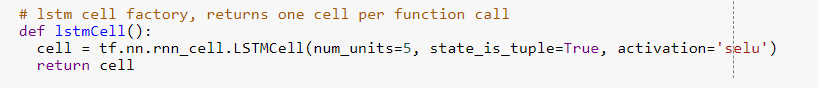 # lstm cell factory, returns one cell per function call
def lstmCell():
  cell = tf.nn.rnn_cell.LSTMCell(num_units=5, state_is_tuple=True, activation='selu')
  return cell